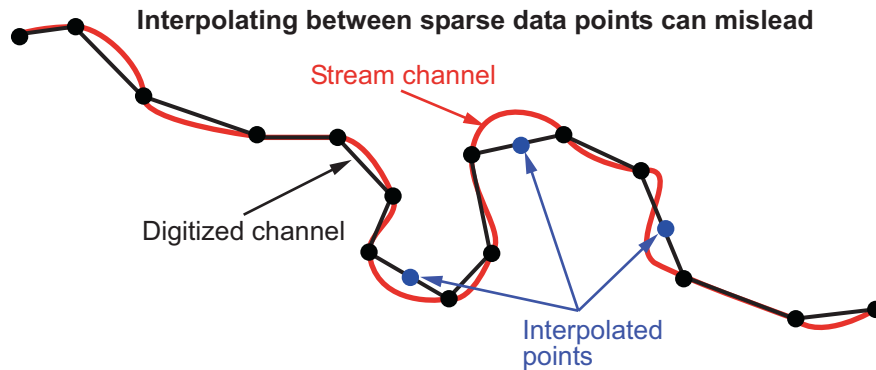 Interpolating between sparse data points can mislead
Stream channel
Digitized channel
Interpolated
points